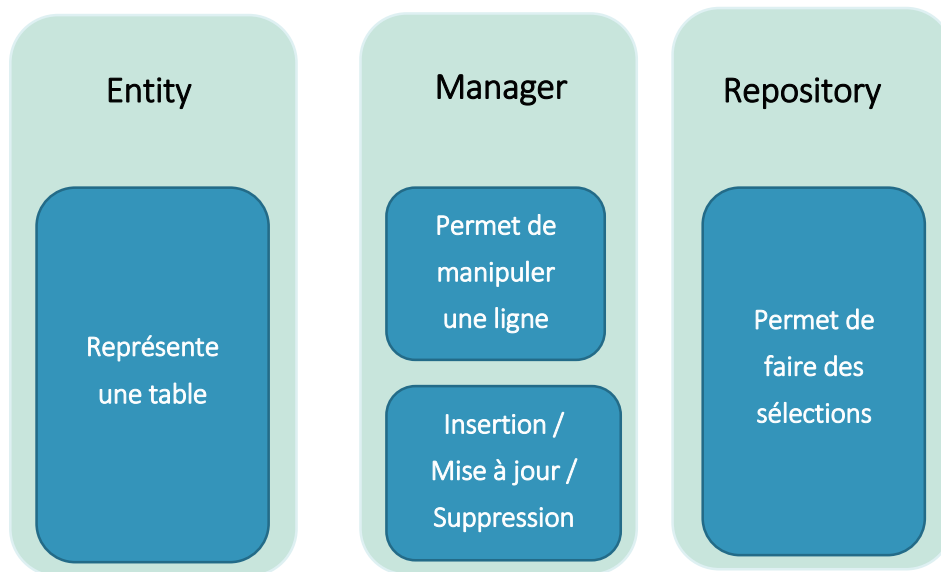 Entity
Représente
une table
Manager
Permet de
manipuler
une ligne
Insertion /
Mise à jour /
Suppression
Repository
Permet de
faire des
sélections